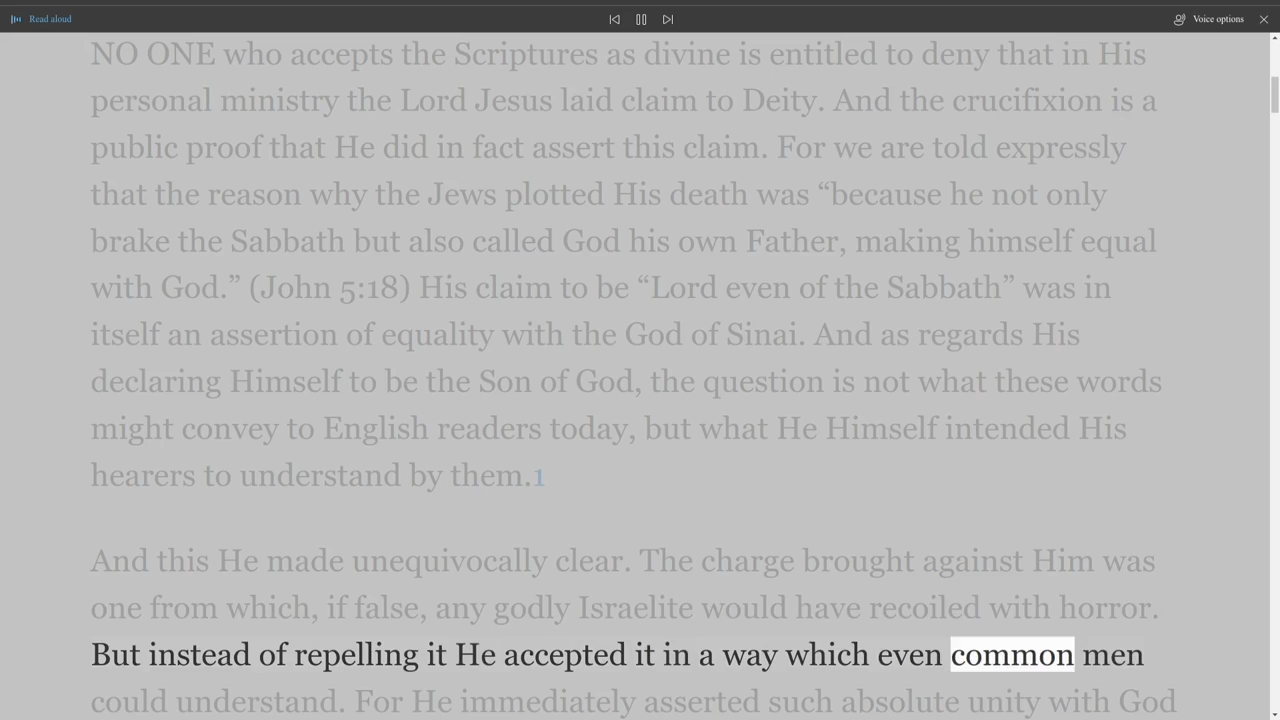 Read aloud
Voice options
NO ONE who accepts the Scriptures as divine is entitled to deny that in His
personal ministry the Lord Jesus laid claim to Deity. And the crucifixion is a
public proof that He did in fact assert this claim. For we are told expressly
that the reason why the Jews plotted His death was “because he not only
brake the Sabbath but also called God his own Father, making himself equal
with God.” (John 5:18) His claim to be “Lord even of the Sabbath” was in
itself an assertion of equality with the God of Sinai. And as regards His
declaring Himself to be the Son of God, the question is not what these words
might convey to English readers today, but what He Himself intended His
hearers to understand by them.1
And this He made unequivocally clear. The charge brought against Him was
one from which, if false, any godly Israelite would have recoiled with horror.
But instead of repelling it He accepted it in a way which even common men
could understand. For He immediately asserted such absolute unity with God